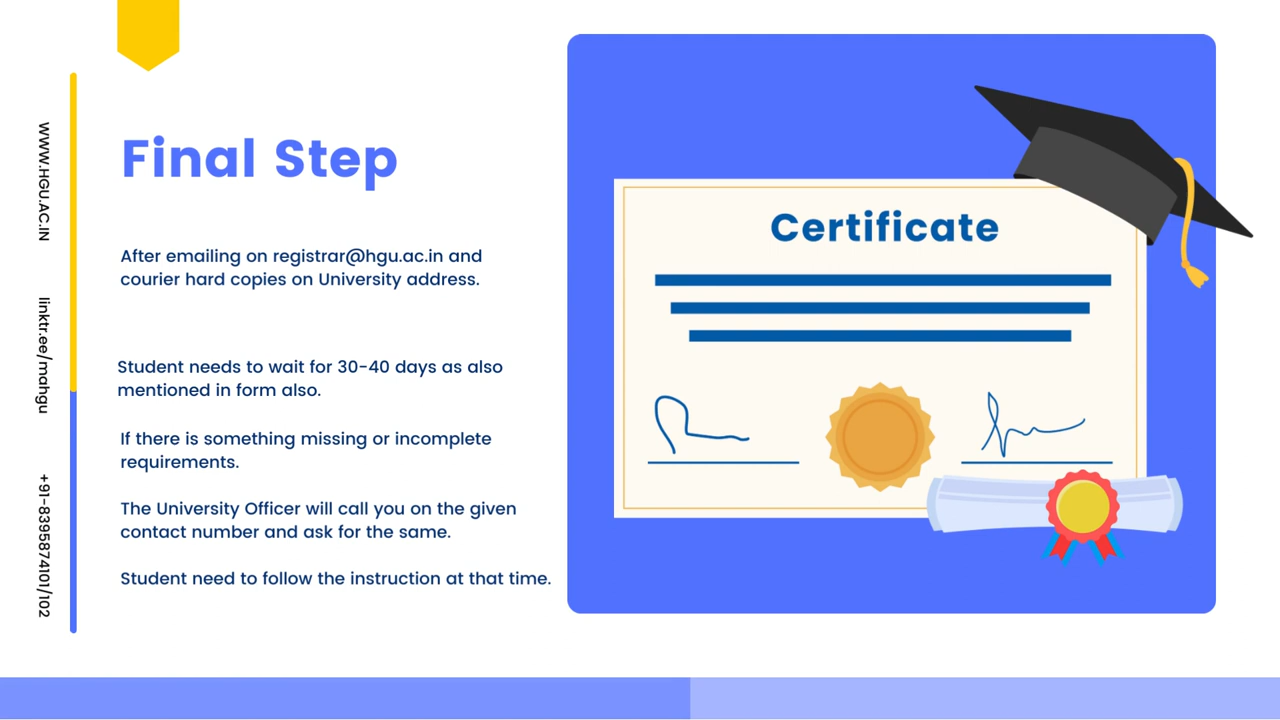 WWW.HGU.AC.IN
linktr.ee/mahgu
+91-8395874101/102
Final Step
After emailing on registrar@hgu.ac.in and
courier hard copies on University address.
Student needs to wait for 30-40 days as also
mentioned in form also.
If there is something missing or incomplete
requirements.
The University Officer will call you on the given
contact number and ask for the same.
Student need to follow the instruction at that time.
Certificate